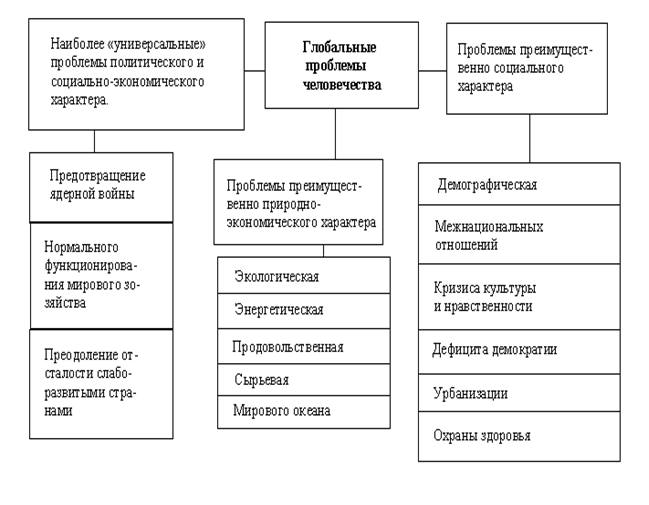 Наиболее «универсальные»
проблемы политического и
социально-экономического
характера.
Глобальные
проблемы
человечества
Проблемы преимущест-
венно социального
характера
Предотвращение
ядерной войны
Нормального
функционирова-
ния мирового хо-
зяйства
Преодоление от-
сталости слабо-
развитыми стра-
нами
Проблемы преимущест-
венно природно-
экономического характера
Экологическая
Энергетическая
Продовольственная
Сырьевая
Мирового океана
Демографическая
Межнациональных
отношений
Кризиса культуры
и нравственности
Дефицита демократии
Урбанизации
Охраны здоровья